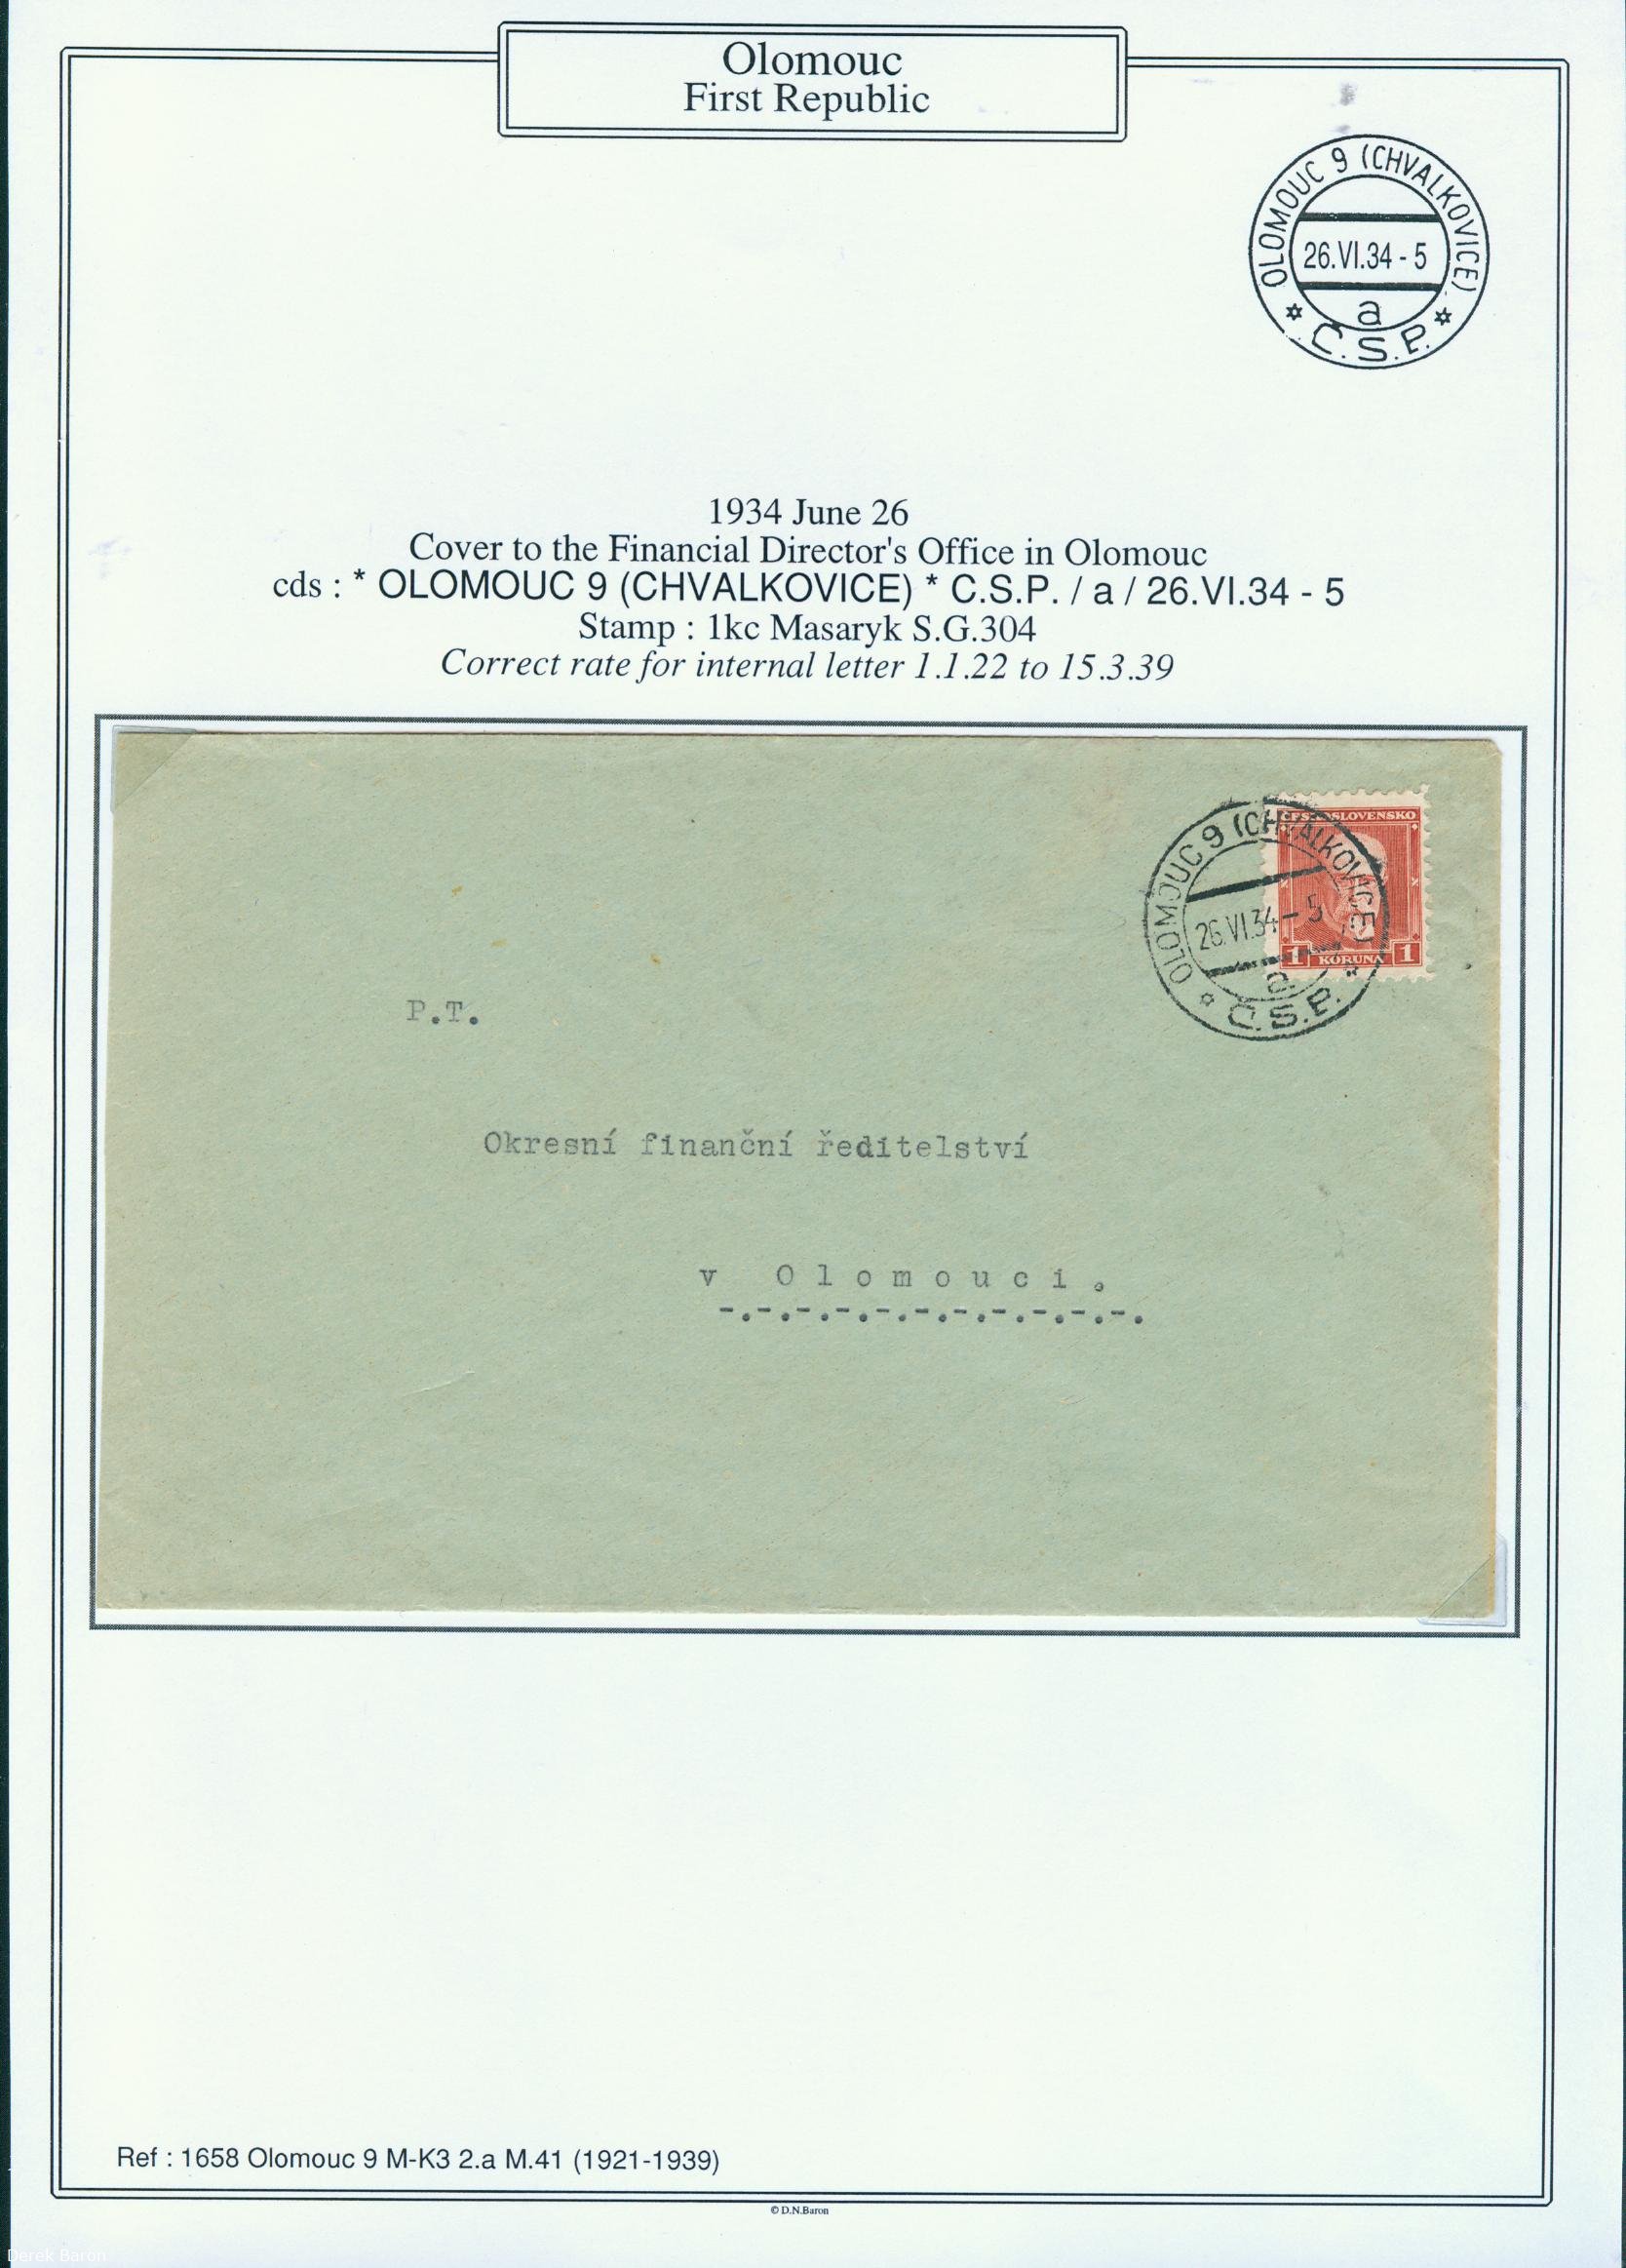 Olomouc
First Republic
OLOMOUC 9 (CHVALKOVICE)
26.VI.34 - 5
a
* Č.S.P. *
1934 June 26
Cover to the Financial Director's Office in Olomouc
cds : * OLOMOUC 9 (CHVALKOVICE) * C.S.P. / a / 26.VI.34 - 5
Stamp : 1kc Masaryk S.G.304
Correct rate for internal letter 1.1.22 to 15.3.39
ČESKOSLOVENSKO
1 KORUNA 1
OLOMOUC 9 (CHVALKOVICE)
26.VI.34 - 5
a
* Č.S.P. *
P.T.
Okresní finanční ředitelství
v Olomouci.
-.-.-.-.-.-.-.-.-.-.-.
Ref : 1658 Olomouc 9 M-K3 2.a M.41 (1921-1939)
© D.N.Baron
Derek Baron